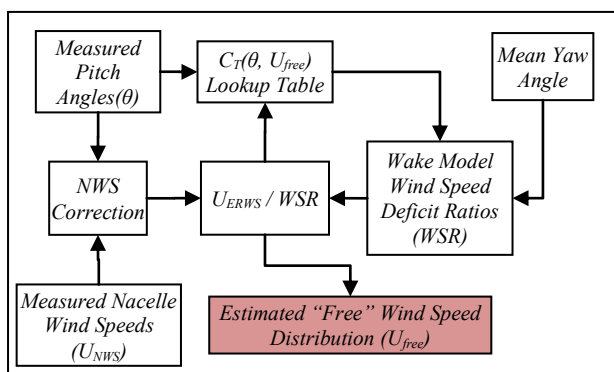 Measured
Pitch
Angles(θ)
C_T(θ, U_free)
Lookup Table
Mean Yaw
Angle
NWS
Correction
U_ERWS / WSR
Wake Model
Wind Speed
Deficit Ratios
(WSR)
Measured Nacelle
Wind Speeds
(U_NWS)
Estimated “Free” Wind Speed
Distribution (U_free)